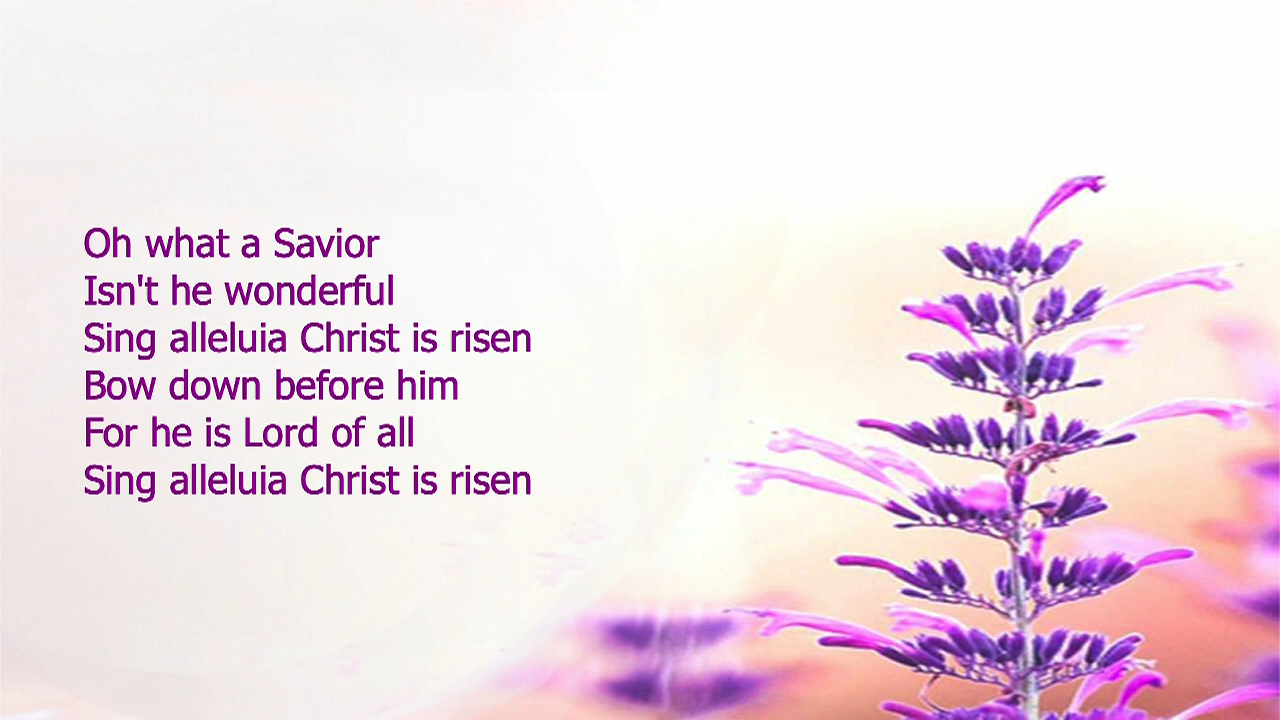 Oh what a Savior
Isn't he wonderful
Sing alleluia Christ is risen
Bow down before him
For he is Lord of all
Sing alleluia Christ is risen